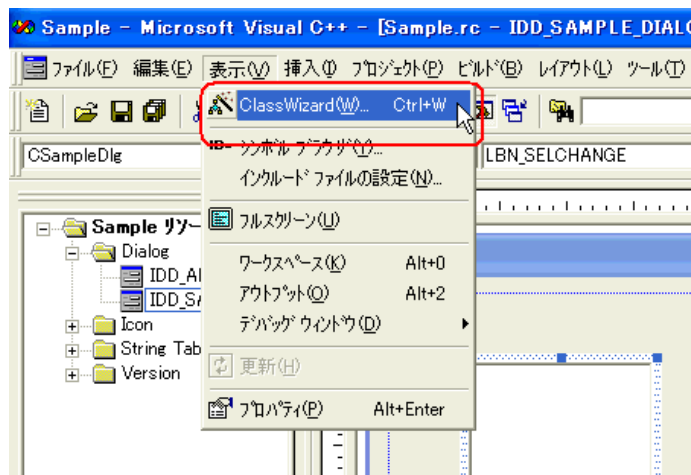 Sample - Microsoft Visual C++ - [Sample.rc - IDD_SAMPLE_DIALO
ファイル(F) 編集(E) 表示(V) 挿入(I) プロジェクト(P) ビルド(B) レイアウト(L) ツール(T)
ClassWizard(W)... Ctrl+W
CSampleDlg
シンボル ブラウザ(Y)...
LBN_SELCHANGE
インクルード ファイルの設定(N)...
フルスクリーン(U)
Sample リソー
Dialog
ワークスペース(K) Alt+0
IDD_A
アウトプット(O) Alt+2
IDD_SA
デバッグ ウィンドウ(D)
Icon
String Tab
更新(H)
Version
プロパティ(P) Alt+Enter